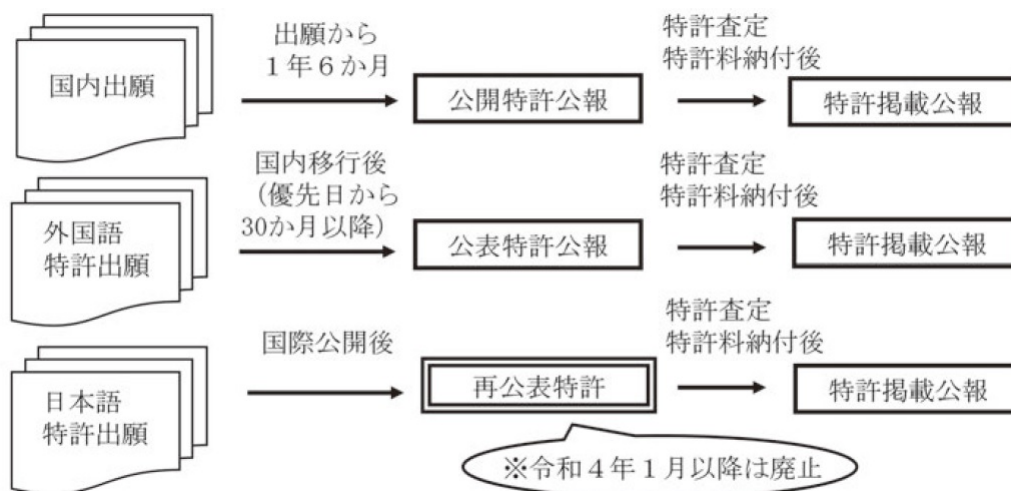 国内出願
出願から
１年６か月
公開特許公報
特許査定
特許料納付後
特許掲載公報
外国語
特許出願
国内移行後
（優先日から
30か月以降）
公表特許公報
特許査定
特許料納付後
特許掲載公報
日本語
特許出願
国際公開後
再公表特許
特許査定
特許料納付後
特許掲載公報
※令和４年１月以降は廃止